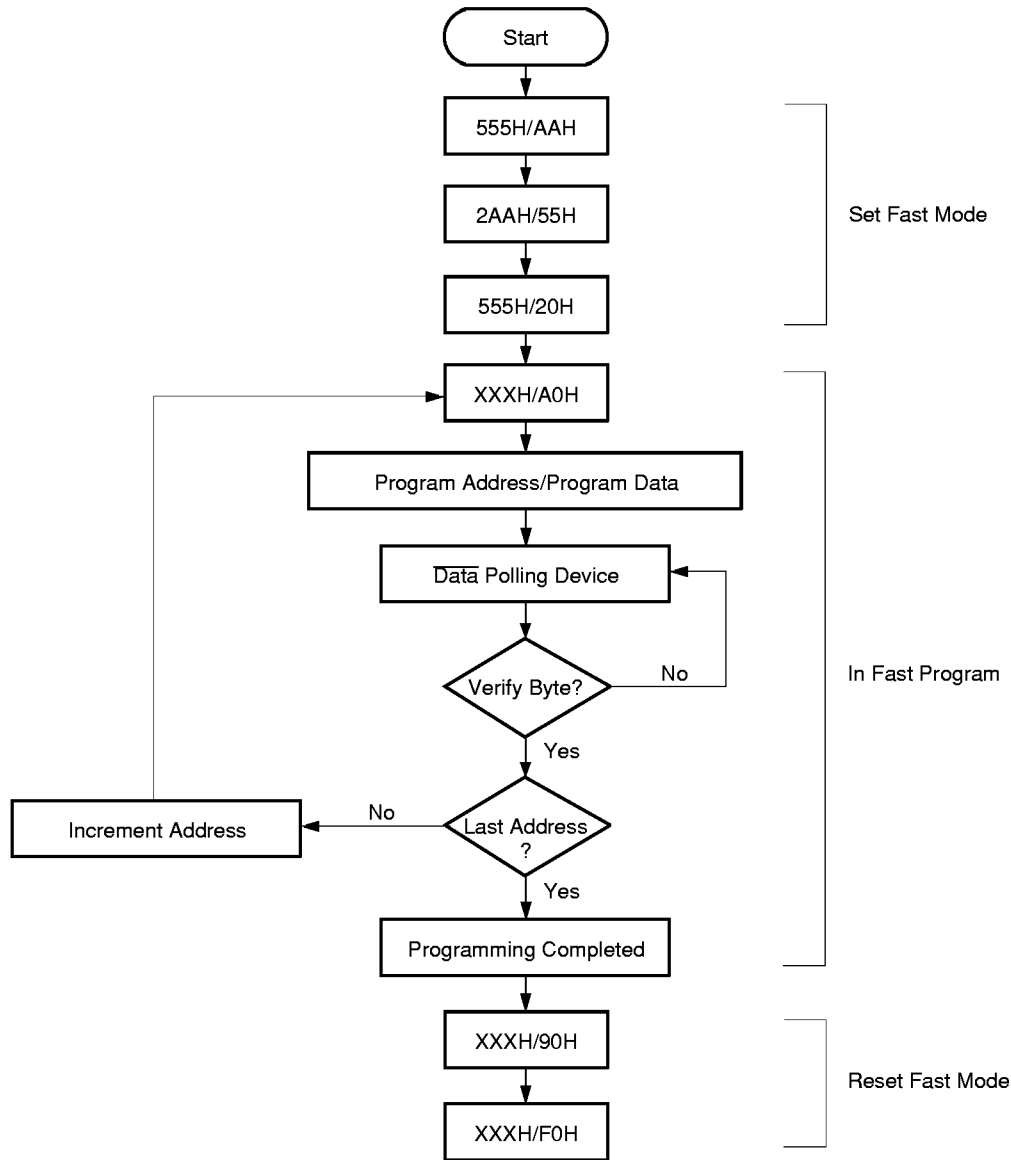 Start
555H/AAH
2AAH/55H
Set Fast Mode
555H/20H
XXXH/A0H
Program Address/Program Data
Data Polling Device
Verify Byte?
No
In Fast Program
Yes
Increment Address
No
Last Address
?
Yes
Programming Completed
XXXH/90H
Reset Fast Mode
XXXH/F0H